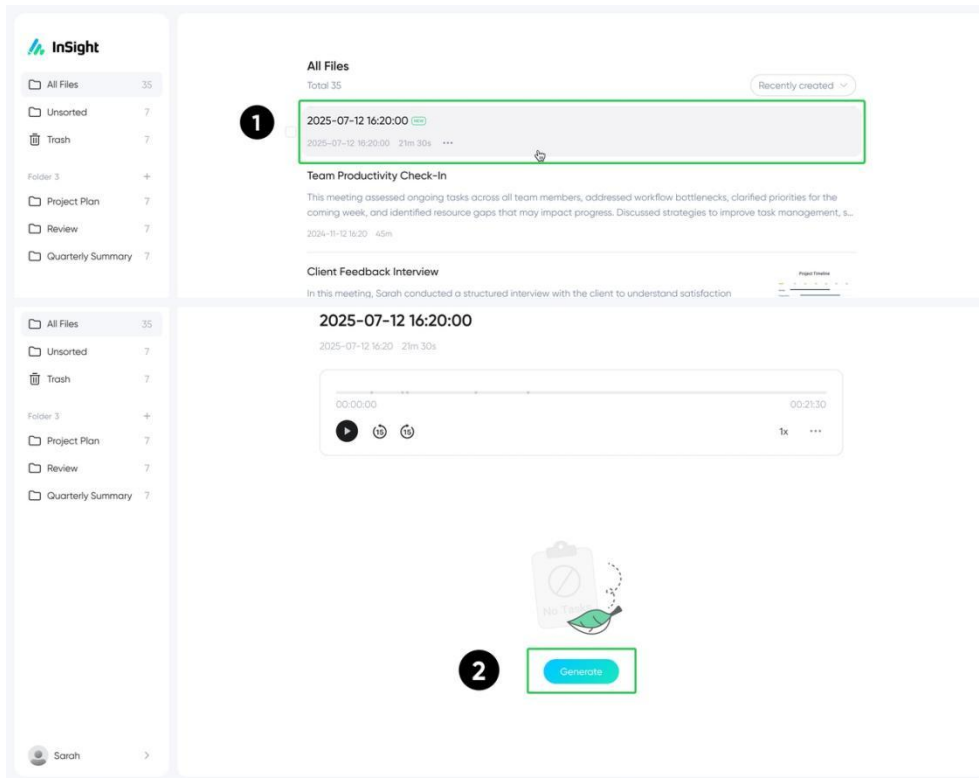 InSight
All Files 35
Unsorted 7
Trash 7
Folder 3 +
Project Plan 7
Review 7
Quarterly Summary 7
All Files
Total 35
Recently created
1
2025-07-12 16:20:00 NEW
2025-07-12 16:20:00 21m 30s ···
Team Productivity Check-In
This meeting assessed ongoing tasks across all team members, addressed workflow bottlenecks, clarified priorities for the
coming week, and identified resource gaps that may impact progress. Discussed strategies to improve task management, s...
2024-11-12 16:20 45m
Client Feedback Interview
Project Timeline
In this meeting, Sarah conducted a structured interview with the client to understand satisfaction
All Files 35
Unsorted 7
Trash 7
Folder 3 +
Project Plan 7
Review 7
Quarterly Summary 7
Sarah
2025-07-12 16:20:00
2025-07-12 16:20 21m 30s
00:00:00 00:21:30
15 15 1x ···
No Task
2
Generate